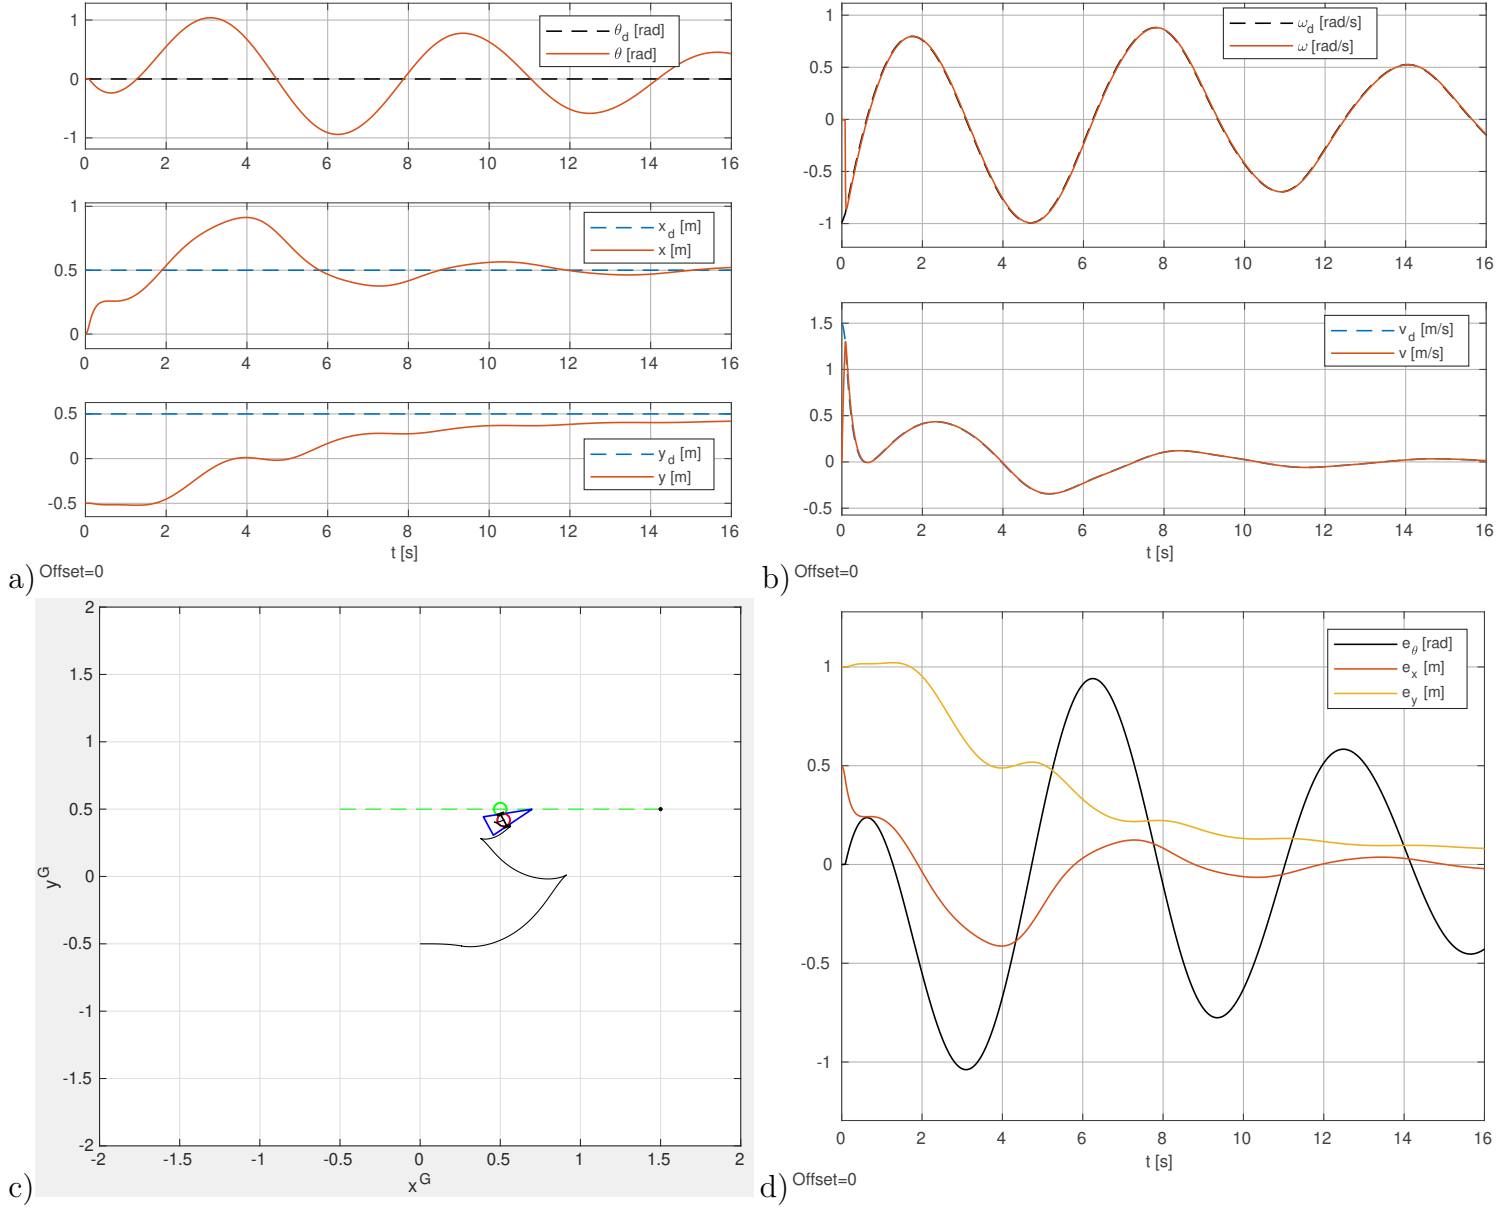 1
0
-1
θd [rad]
θ [rad]
0 2 4 6 8 10 12 14 16
1
0.5
0
xd [m]
x [m]
0 2 4 6 8 10 12 14 16
0.5
0
-0.5
yd [m]
y [m]
0 2 4 6 8 10 12 14 16
t [s]
a) Offset=0
1
0.5
0
-0.5
-1
ωd [rad/s]
ω [rad/s]
0 2 4 6 8 10 12 14 16
1.5
1
0.5
0
-0.5
vd [m/s]
v [m/s]
0 2 4 6 8 10 12 14 16
t [s]
b) Offset=0
2
1.5
1
0.5
0
-0.5
-1
-1.5
-2
yG
-2 -1.5 -1 -0.5 0 0.5 1 1.5 2
xG
c)
1
0.5
0
-0.5
-1
eθ [rad]
ex [m]
ey [m]
0 2 4 6 8 10 12 14 16
t [s]
d) Offset=0